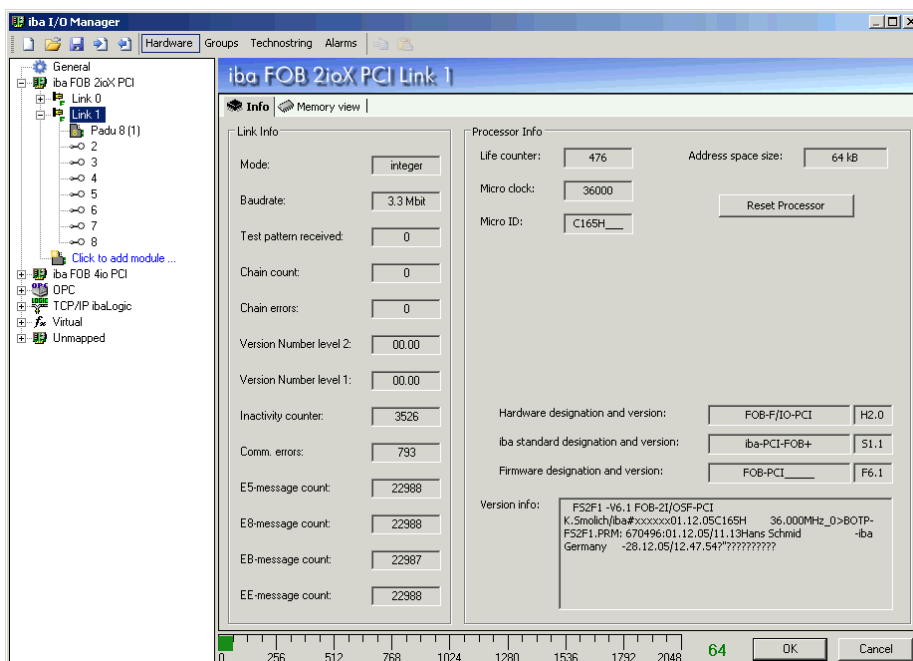 iba I/O Manager
Hardware Groups Technostring Alarms
General
iba FOB 2ioX PCI
Link 0
Link 1
Padu 8 (1)
2
3
4
5
6
7
8
Click to add module ...
iba FOB 4io PCI
OPC
TCP/IP ibaLogic
Virtual
Unmapped
iba FOB 2ioX PCI Link 1
Info Memory view
Link Info
Mode: integer
Baudrate: 3.3 Mbit
Test pattern received: 0
Chain count: 0
Chain errors: 0
Version Number level 2: 00.00
Version Number level 1: 00.00
Inactivity counter: 3526
Comm. errors: 793
E5-message count: 22988
E8-message count: 22988
EB-message count: 22987
EE-message count: 22988
Processor Info
Life counter: 476 Address space size: 64 kB
Micro clock: 36000
Reset Processor
Micro ID: C165H___
Hardware designation and version: FOB-F/IO-PCI H2.0
iba standard designation and version: iba-PCI-FOB+ S1.1
Firmware designation and version: FOB-PCI_____ F6.1
Version info: FS2F1 -V6.1 FOB-2I/OSF-PCI
K.Smolich/iba#xxxxxx01.12.05C165H 36.000MHz_0>BOTP-
FS2F1.PRM: 670496:01.12.05/11.13Hans Schmid -iba
Germany -28.12.05/12.47.54?"??????????
0 256 512 768 1024 1280 1536 1792 2048
64
OK Cancel